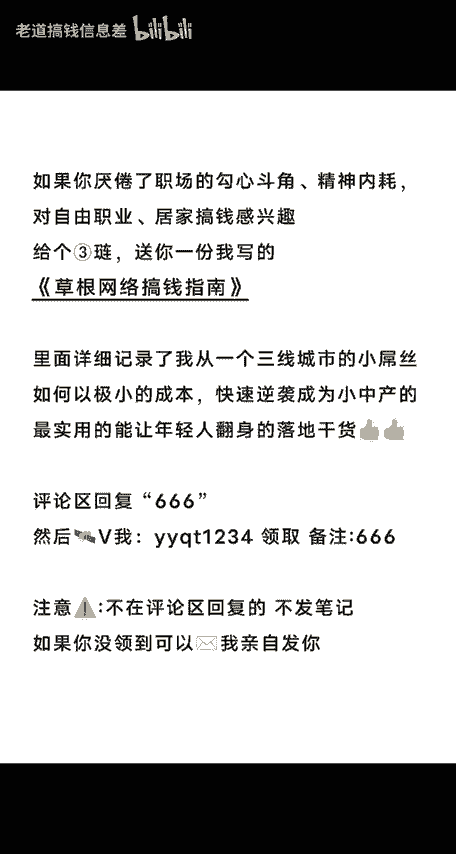 老道搞钱信息差 bilibili
如果你厌倦了职场的勾心斗角、精神内耗，
对自由职业、居家搞钱感兴趣
给个③琏，送你一份我写的
《草根网络搞钱指南》
里面详细记录了我从一个三线城市的小屌丝
如何以极小的成本，快速逆袭成为小中产的
最实用的能让年轻人翻身的落地干货👍👍
评论区回复“666”
然后🛰️V我：yyqt1234 领取 备注:666
注意⚠️:不在评论区回复的 不发笔记
如果你没领到可以✉️我亲自发你